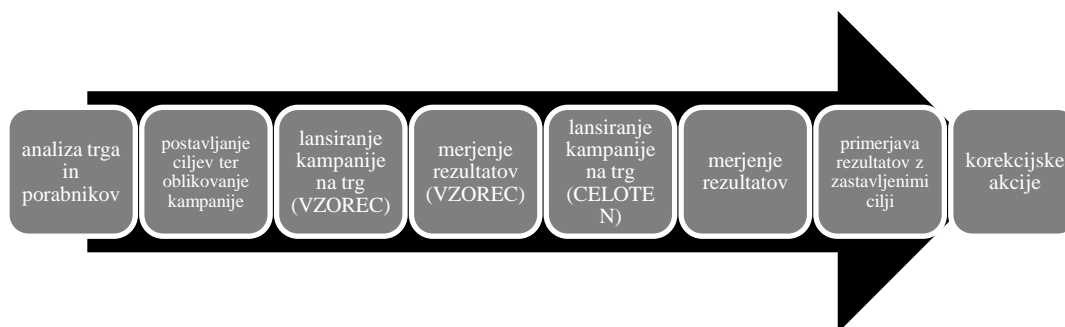 analiza trga
in
porabnikov
postavljanje
ciljev ter
oblikovanje
kampanije
lansiranje
kampanije
na trg
(VZOREC)
merjenje
rezultatov
(VZOREC)
lansiranje
kampanije
na trg
(CELOTE
N)
merjenje
rezultatov
primerjava
rezultatov z
zastavljenimi
cilji
korekcijske
akcije